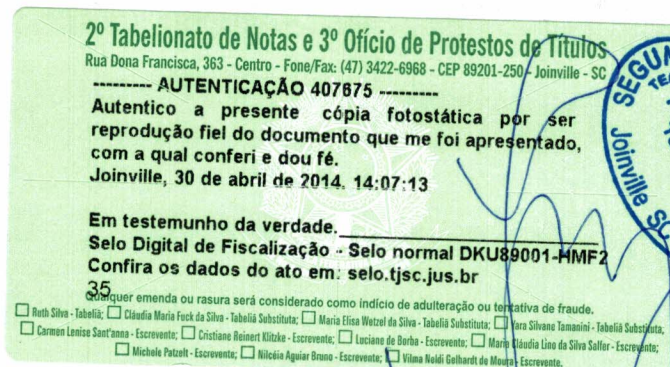 2º Tabelionato de Notas e 3º Ofício de Protestos de Títulos
Rua Dona Francisca, 363 - Centro - Fone/Fax: (47) 3422-6968 - CEP 89201-250 - Joinville - SC
--------- AUTENTICAÇÃO 407675 ---------
Autentico a presente cópia fotostática por ser
reprodução fiel do documento que me foi apresentado,
com a qual conferi e dou fé.
Joinville, 30 de abril de 2014. 14:07:13
Em testemunho da verdade.
Selo Digital de Fiscalização - Selo normal DKU89001-HMF2
Confira os dados do ato em: selo.tjsc.jus.br
35
Qualquer emenda ou rasura será considerado como indício de adulteração ou tentativa de fraude.
Ruth Silva - Tabeliã; Cláudia Maria Fuck da Silva - Tabeliã Substituta; Maria Elisa Wetzel da Silva - Tabeliã Substituta; Yara Silvane Tamanini - Tabeliã Substituta,
Carmen Lenise Sant'anna - Escrevente; Cristiane Reinert Klitzke - Escrevente; Luciane de Borba - Escrevente; Maria Cláudia Lino da Silva Salfer - Escrevente;
Michele Patzelt - Escrevente; Nilcéia Aguiar Bruno - Escrevente; Vilma Neidi Gelhardt de Moura - Escrevente.
SEGUN
Joinville